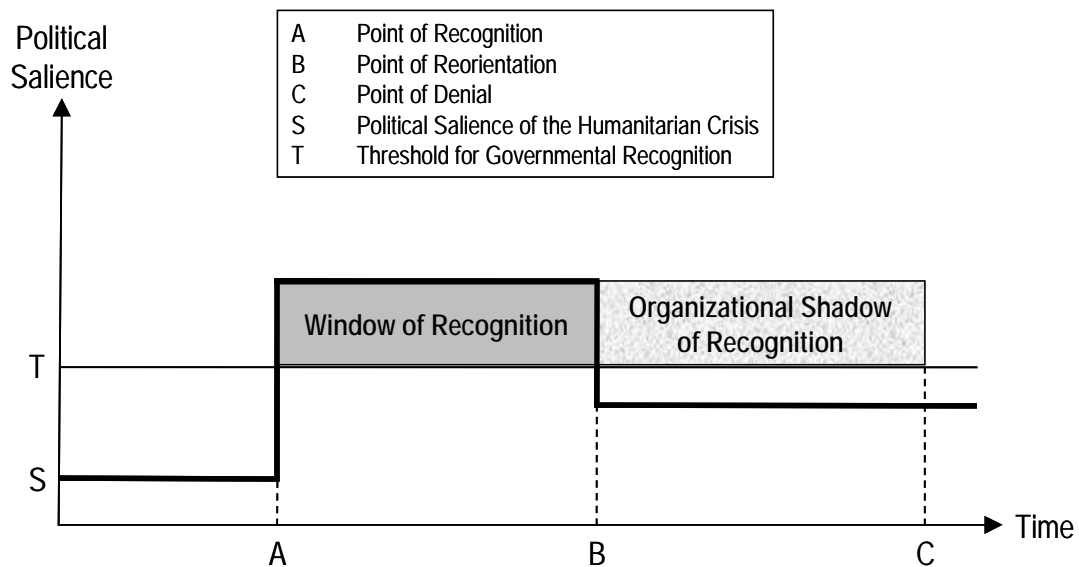 Political
Salience
A Point of Recognition
B Point of Reorientation
C Point of Denial
S Political Salience of the Humanitarian Crisis
T Threshold for Governmental Recognition
Window of Recognition
Organizational Shadow
of Recognition
T
S
Time
A B C